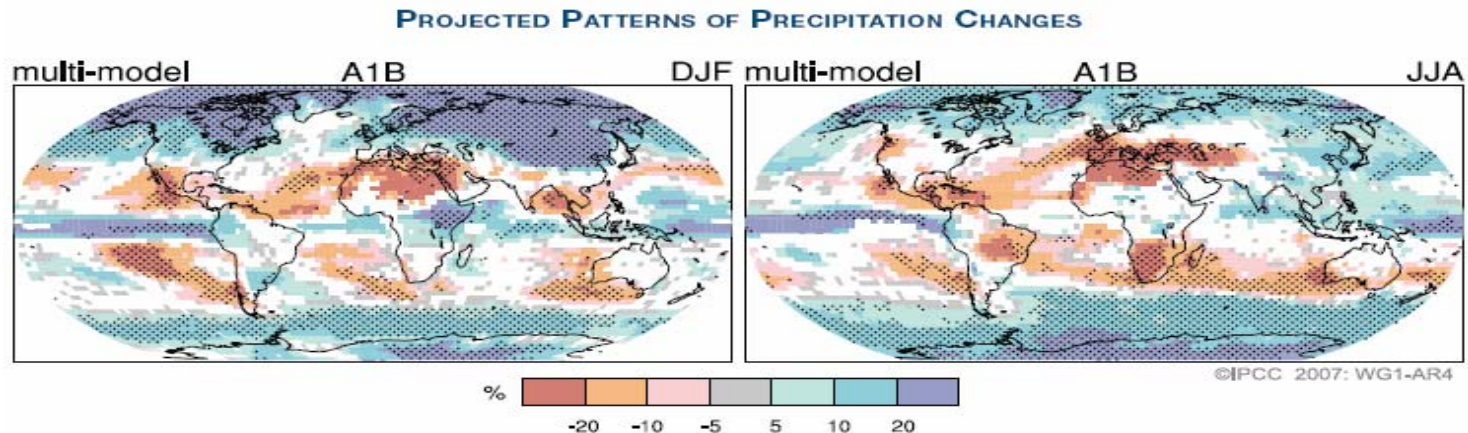 PROJECTED PATTERNS OF PRECIPITATION CHANGES
multi-model A1B DJF multi-model A1B JJA
©IPCC 2007: WG1-AR4
%
-20 -10 -5 5 10 20